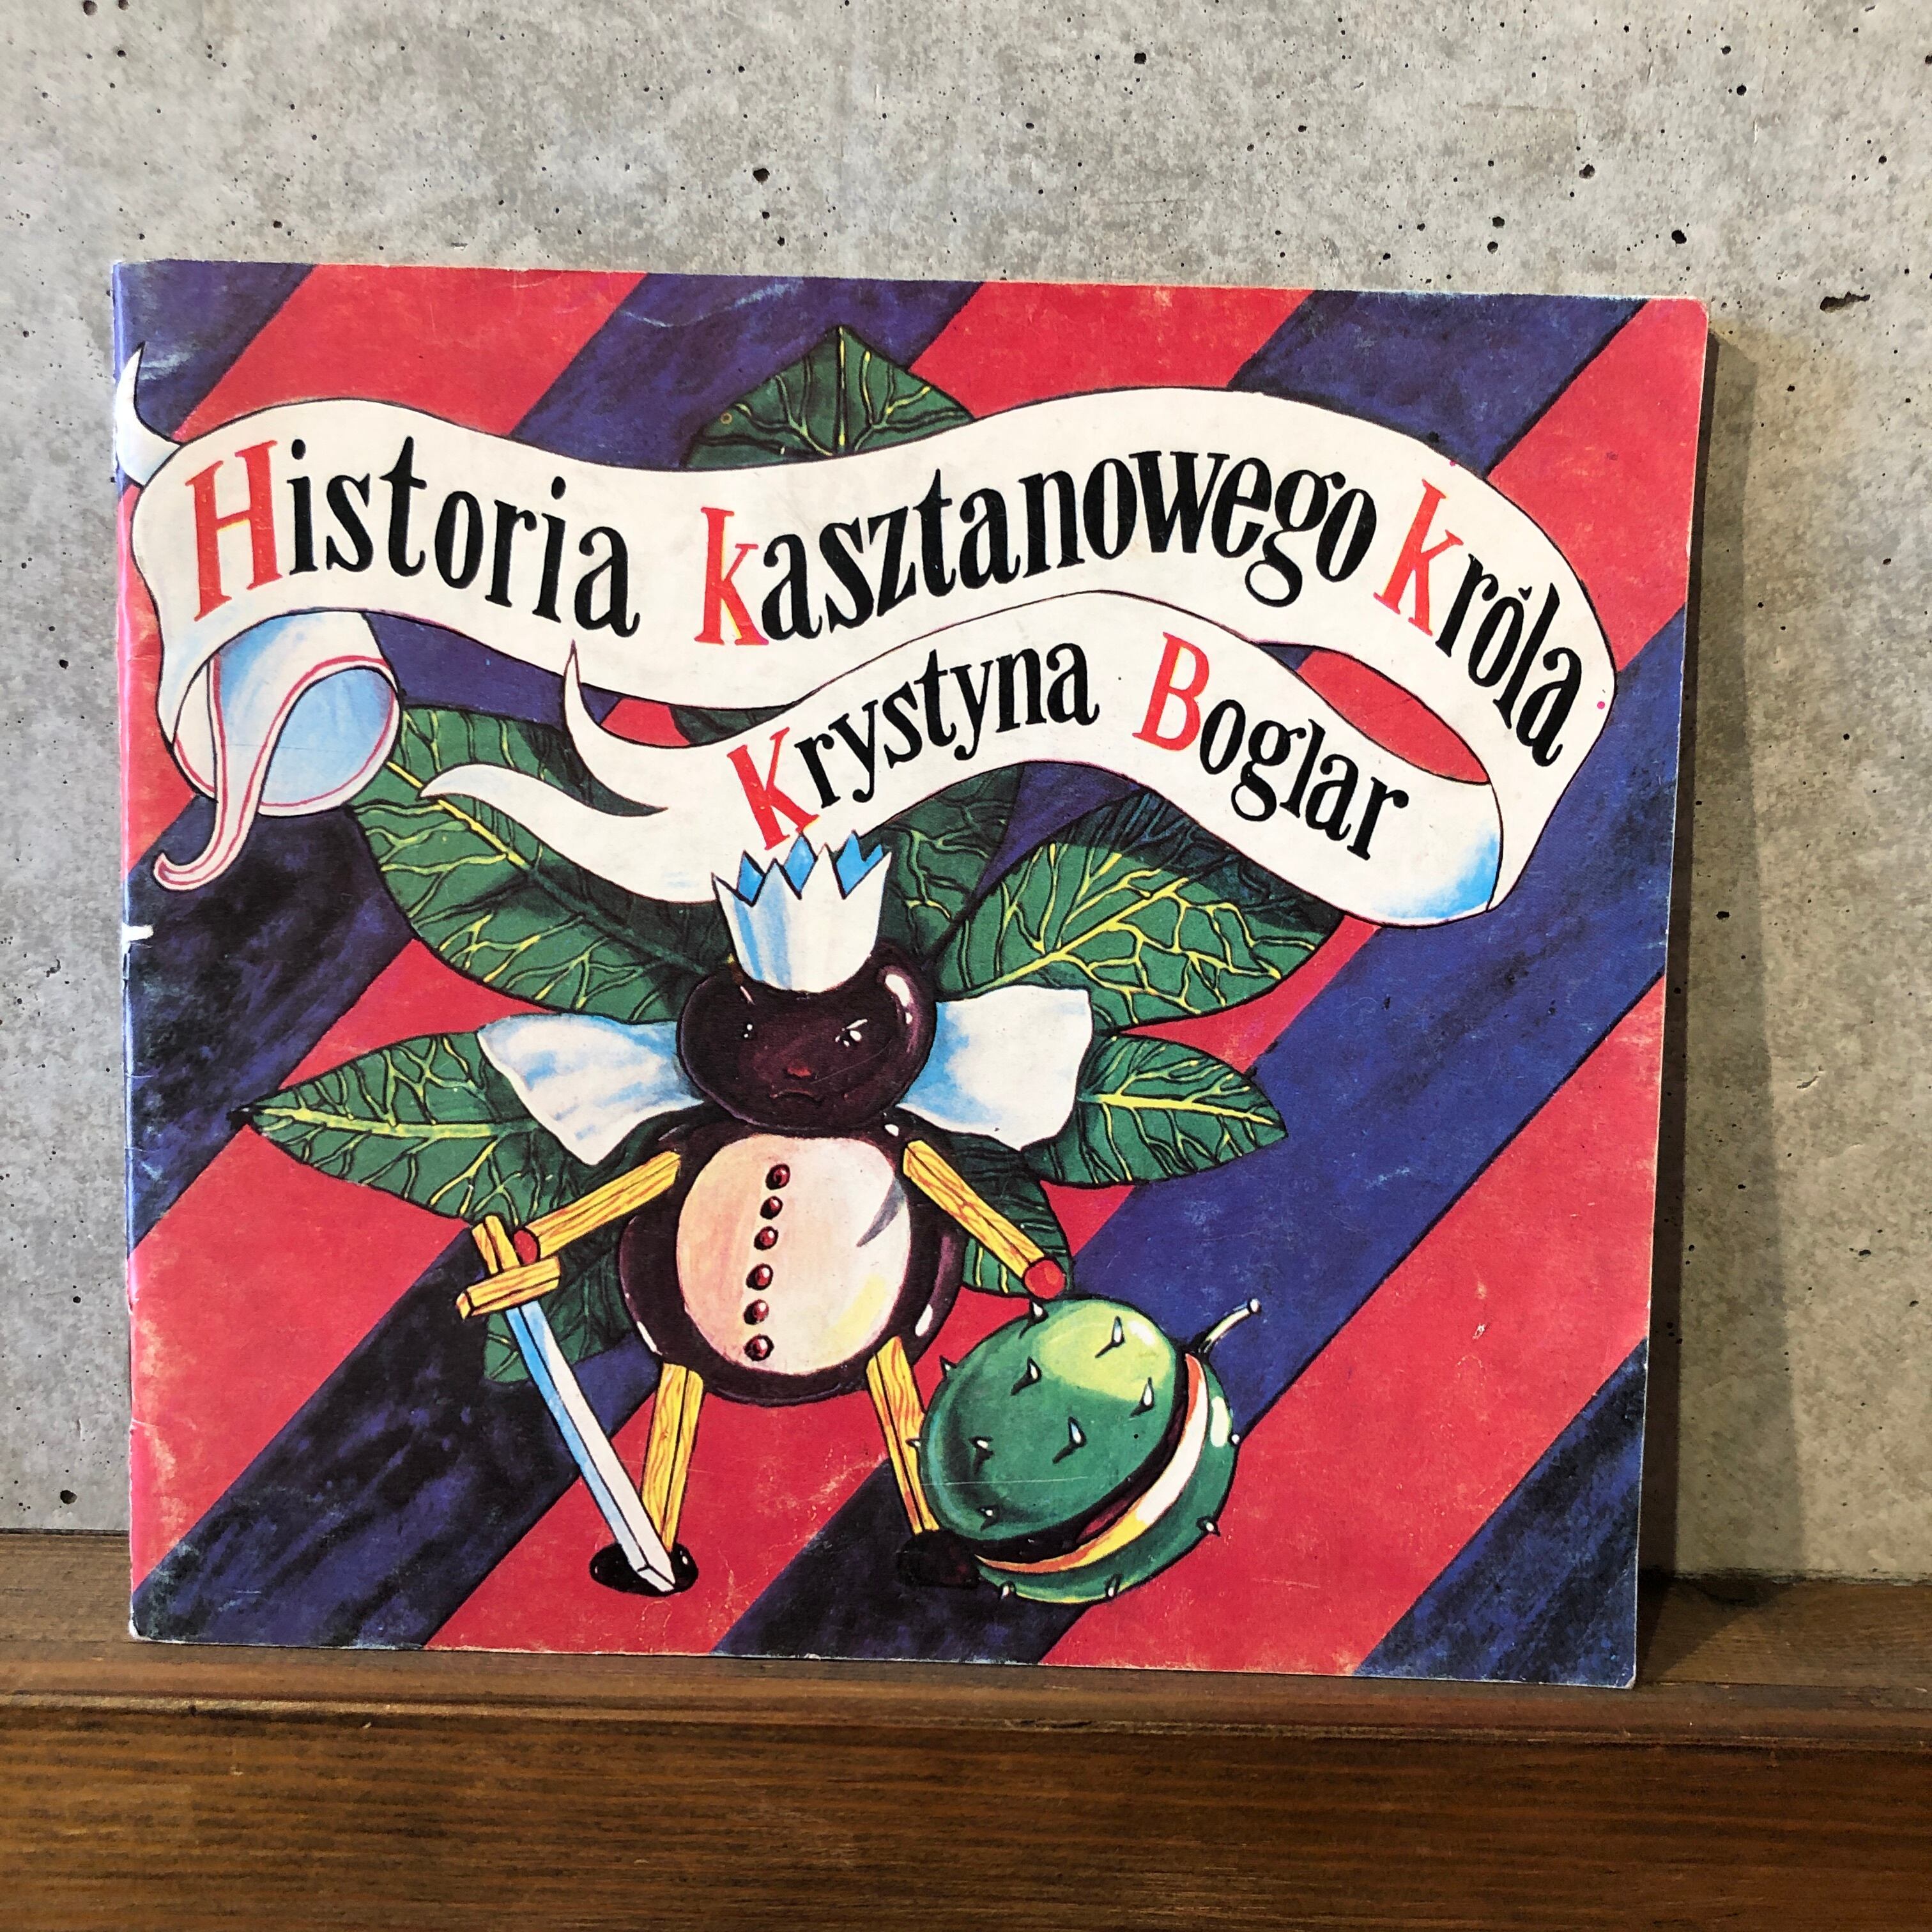 Historia kasztanowego króla
Krystyna Boglar